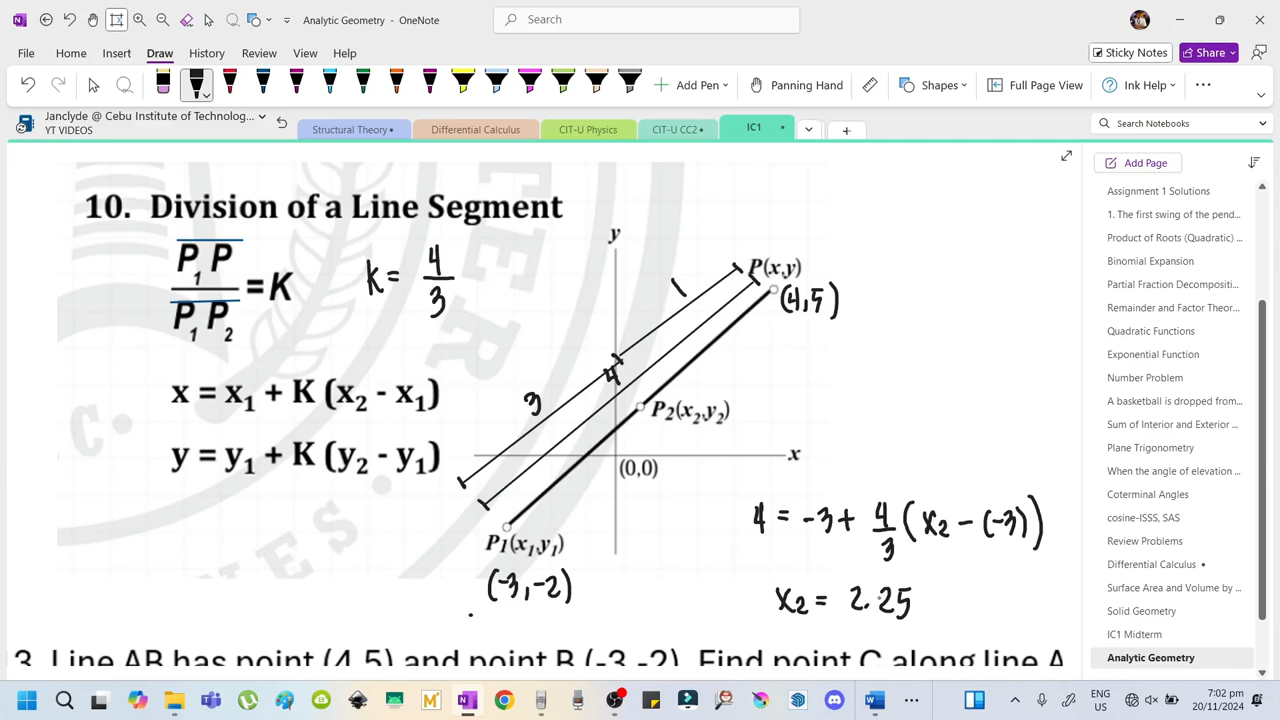 Analytic Geometry - OneNote
Search
File Home Insert Draw History Review View Help
Sticky Notes Share
Add Pen Panning Hand Shapes Full Page View Ink Help
Janclyde @ Cebu Institute of Technolog...
YT VIDEOS
Structural Theory Differential Calculus CIT-U Physics CIT-U CC2 IC1
Search Notebooks
Add Page
Assignment 1 Solutions
1. The first swing of the pend...
Product of Roots (Quadratic) ...
Binomial Expansion
Partial Fraction Decompositi...
Remainder and Factor Theor...
Quadratic Functions
Exponential Function
Number Problem
A basketball is dropped from...
Sum of Interior and Exterior ...
Plane Trigonometry
When the angle of elevation ...
Coterminal Angles
cosine-ISSS, SAS
Review Problems
Differential Calculus
Surface Area and Volume by ...
Solid Geometry
IC1 Midterm
Analytic Geometry
10. Division of a Line Segment
P₁P / P₁P₂ = K
k = 4/3
x = x₁ + K (x₂ - x₁)
y = y₁ + K (y₂ - y₁)
y
P(x,y)
(4,5)
1
4
3
P2(x₂,y₂)
x
(0,0)
P1(x₁,y₁)
(-3,-2)
4 = -3 + 4/3 (x₂ - (-3))
x₂ = 2.25
3. Line AB has point (4,5) and point B (-3,-2). Find point C along line A
ENG
US
7:02 pm
20/11/2024